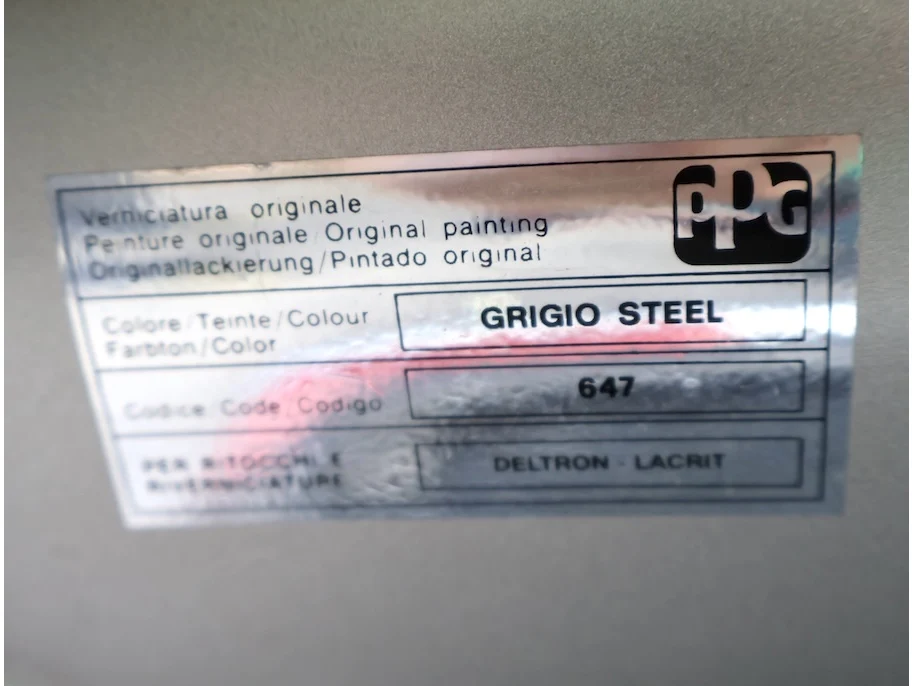 Verniciatura originale
PPG
Peinture originale/Original painting
Originallackierung/Pintado original
Colore/Teinte/Colour
GRIGIO STEEL
Farbton/Color
Codice/Code/Codigo
647
PER RITOCCHI E
DELTRON - LACRIT
RIVERNICIATURE